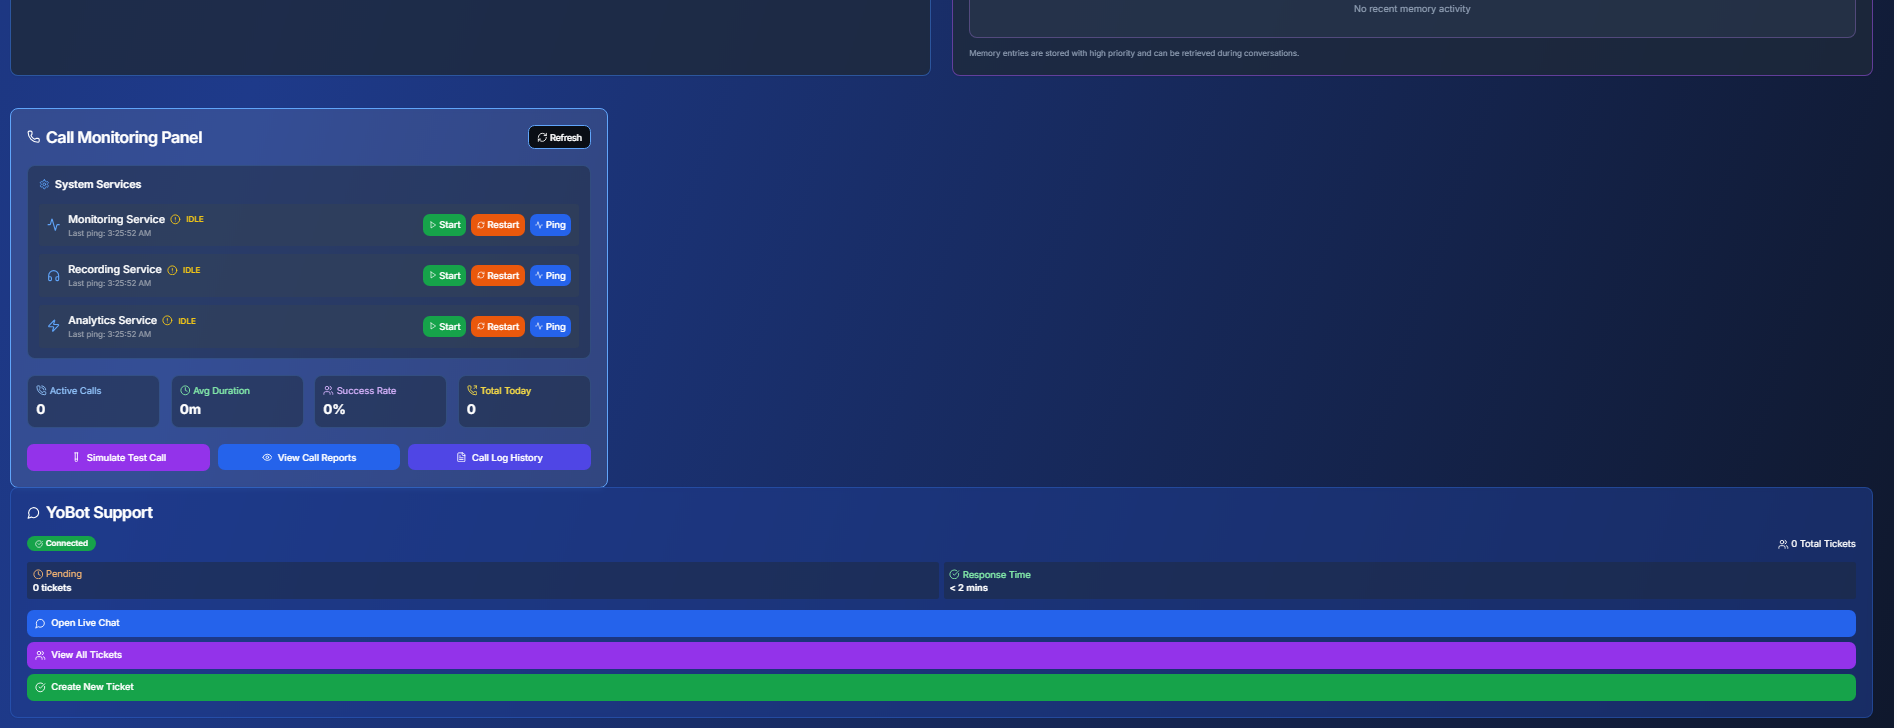 No recent memory activity
Memory entries are stored with high priority and can be retrieved during conversations.
Call Monitoring Panel
Refresh
System Services
Monitoring Service IDLE
Last ping: 3:25:52 AM
Start Restart Ping
Recording Service IDLE
Last ping: 3:25:52 AM
Start Restart Ping
Analytics Service IDLE
Last ping: 3:25:52 AM
Start Restart Ping
Active Calls
0
Avg Duration
0m
Success Rate
0%
Total Today
0
Simulate Test Call
View Call Reports
Call Log History
YoBot Support
Connected
0 Total Tickets
Pending
0 tickets
Response Time
< 2 mins
Open Live Chat
View All Tickets
Create New Ticket